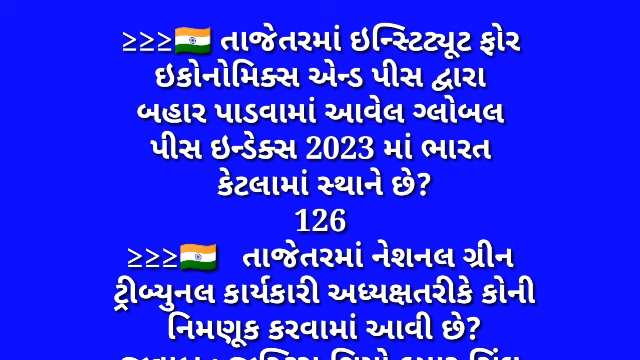 ≥≥≥🇮🇳 તાજેતરમાં ઇન્સ્ટિટ્યૂટ ફોર
ઇકોનોમિક્સ એન્ડ પીસ દ્વારા
બહાર પાડવામાં આવેલ ગ્લોબલ
પીસ ઇન્ડેક્સ 2023 માં ભારત
કેટલામાં સ્થાને છે?
126
≥≥≥🇮🇳 તાજેતરમાં નેશનલ ગ્રીન
ટ્રીબ્યુનલ કાર્યકારી અધ્યક્ષતરીકે કોની
નિમણૂક કરવામાં આવી છે?